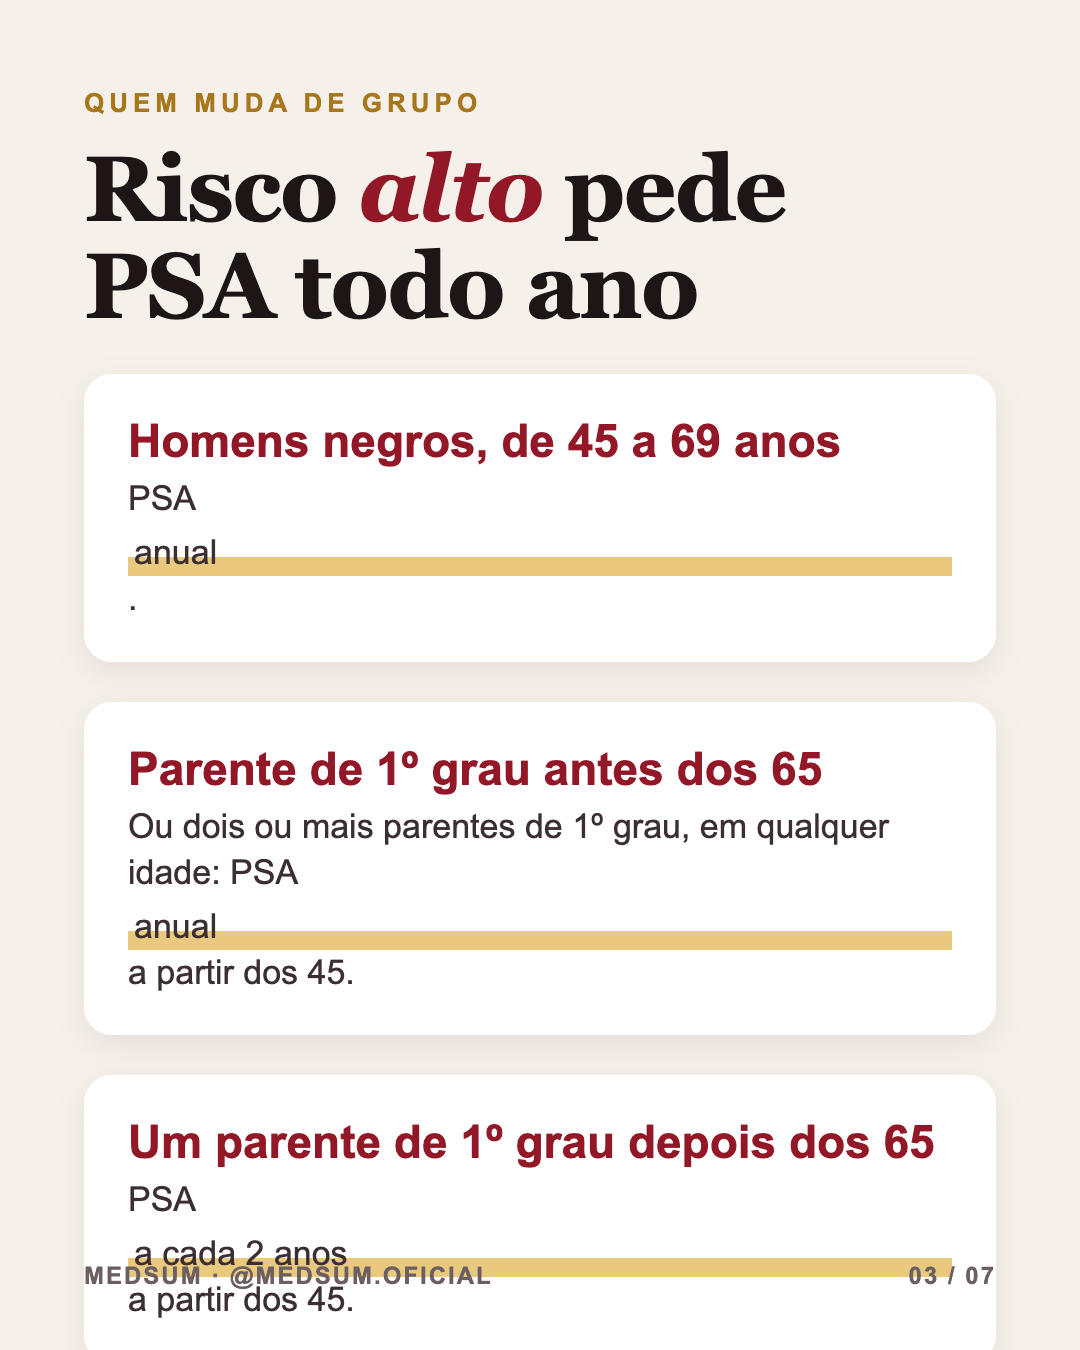 QUEM MUDA DE GRUPO
Risco alto pede
PSA todo ano
Homens negros, de 45 a 69 anos
PSA
anual
.
Parente de 1º grau antes dos 65
Ou dois ou mais parentes de 1º grau, em qualquer
idade: PSA
anual
a partir dos 45.
Um parente de 1º grau depois dos 65
PSA
a cada 2 anos
MEDSUM · @MEDSUM.OFICIAL 03 / 07
a partir dos 45.